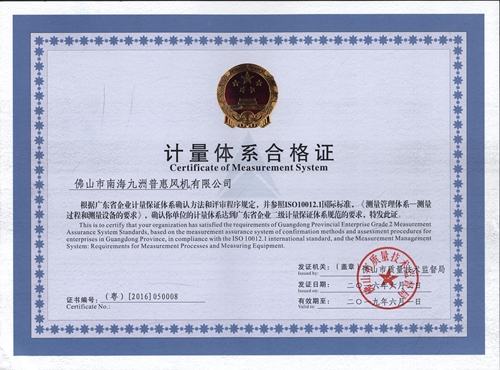 计量体系合格证
Certificate of Measurement System
佛山市南海九洲普惠风机有限公司
根据广东省企业计量保证体系确认方法和评审程序规定，并参照ISO10012.1国际标准，《测量管理体系—测量
过程和测量设备的要求》，确认你单位的计量体系达到广东省企业二级计量保证体系规范的要求，特发此证。
This is to certify that your organization has satisfied the requirements of Guangdong Provincial Enterprise Grade 2 Measurement
Assurance System Standards, based on the measurement assurance system of confirmation methods and assessment procedures for
enterprises in Guangdong Province, in compliance with the ISO 10012.1 international standard, and the Measurement Management
System: Requirements for Measurement Processes and Measuring Equipment.
发证机关：（盖章）佛山市质量技术监督局
Issued by
发证日期：二〇一六年六月二日
Issued on
有效期至：二〇一九年六月一日
Valid until
证书编号：（粤）[2016]050008
Certificate No.:
佛山市质量技术监督局